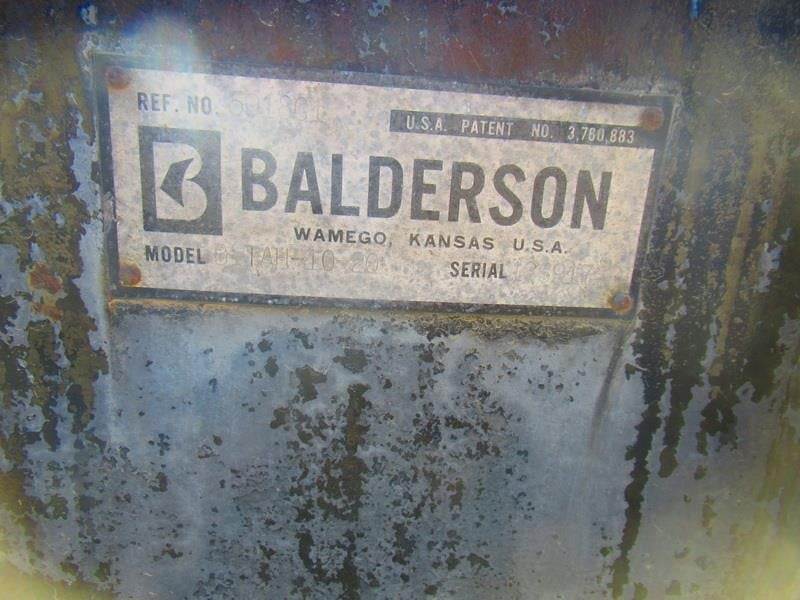 REF. NO.
U.S.A. PATENT NO. 3,760,883
B BALDERSON
WAMEGO, KANSAS U.S.A.
MODEL
SERIAL